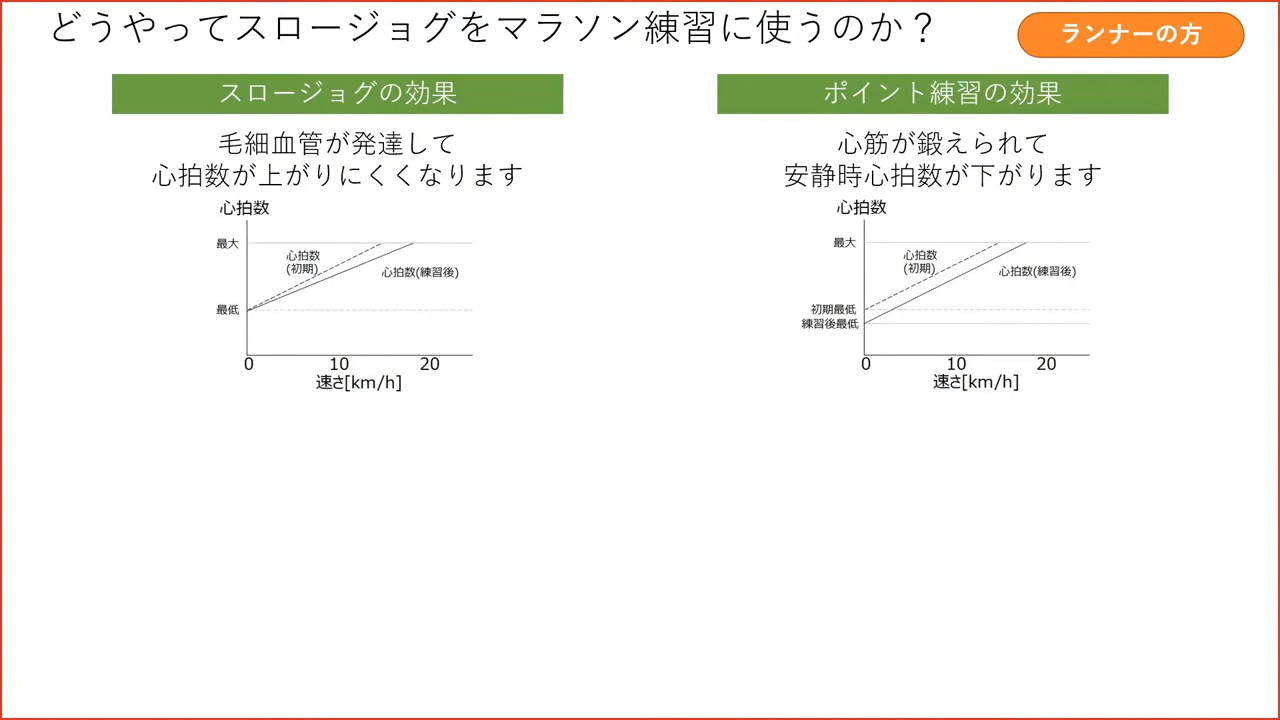 どうやってスロージョグをマラソン練習に使うのか？
ランナーの方
スロージョグの効果
毛細血管が発達して
心拍数が上がりにくくなります
心拍数
最大
心拍数
(初期)
心拍数(練習後)
最低
0 10 20
速さ[km/h]
ポイント練習の効果
心筋が鍛えられて
安静時心拍数が下がります
心拍数
最大
心拍数
(初期)
心拍数(練習後)
初期最低
練習後最低
0 10 20
速さ[km/h]